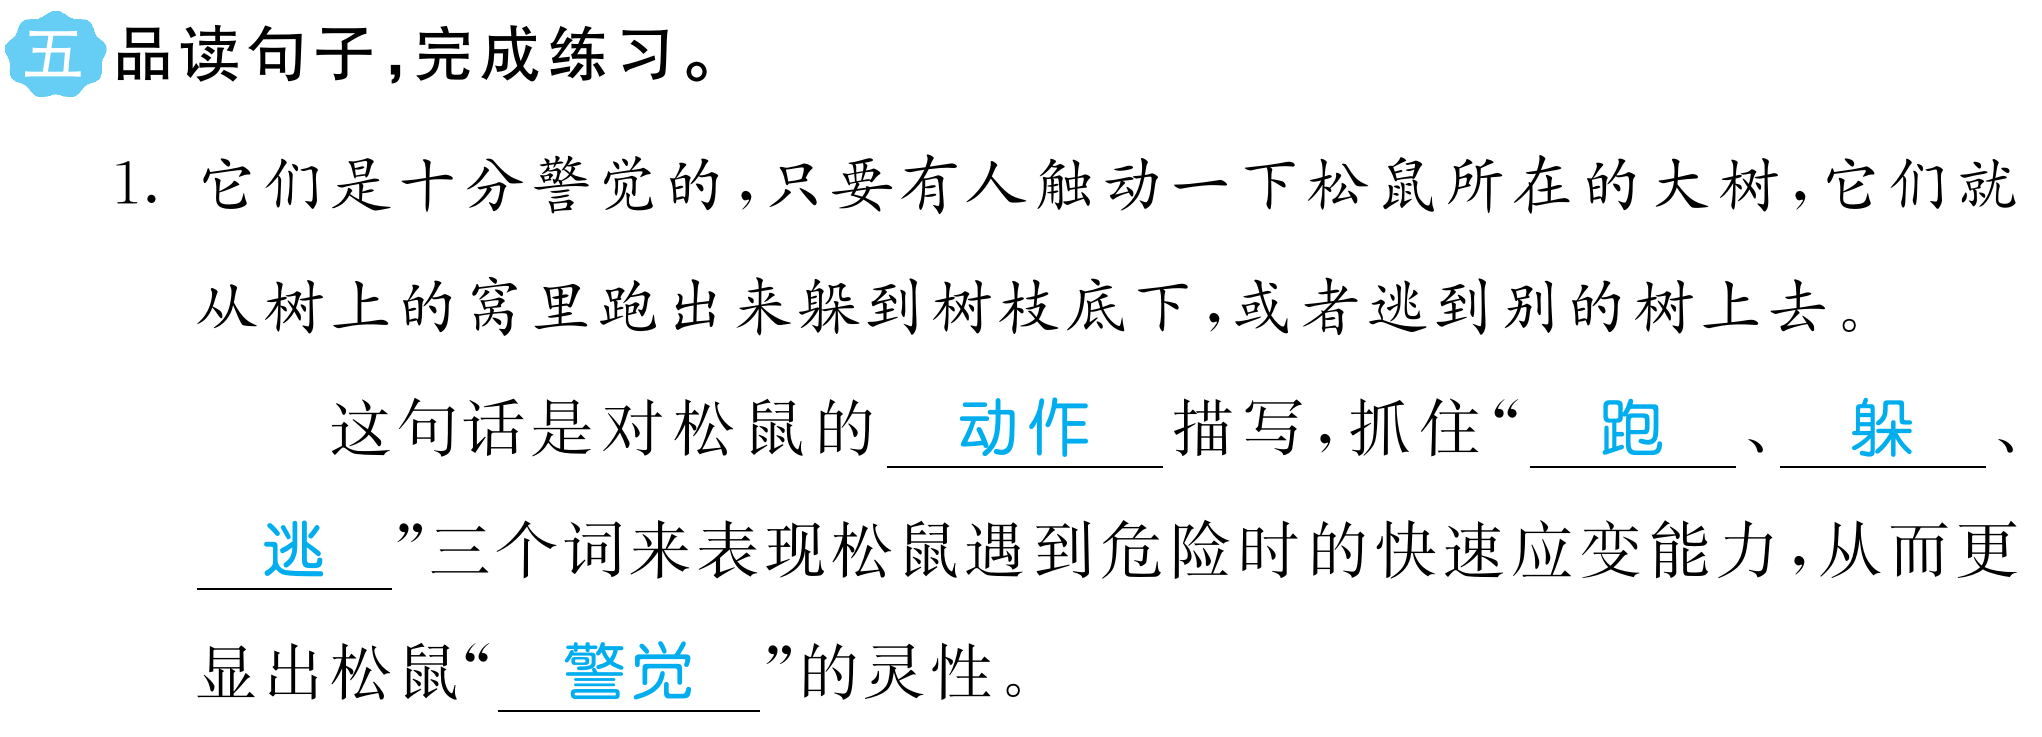 五 品读句子,完成练习。
1. 它们是十分警觉的,只要有人触动一下松鼠所在的大树,它们就
从树上的窝里跑出来躲到树枝底下,或者逃到别的树上去。
这句话是对松鼠的 动作 描写,抓住“ 跑 、 躲 、
逃 ”三个词来表现松鼠遇到危险时的快速应变能力,从而更
显出松鼠“ 警觉 ”的灵性。